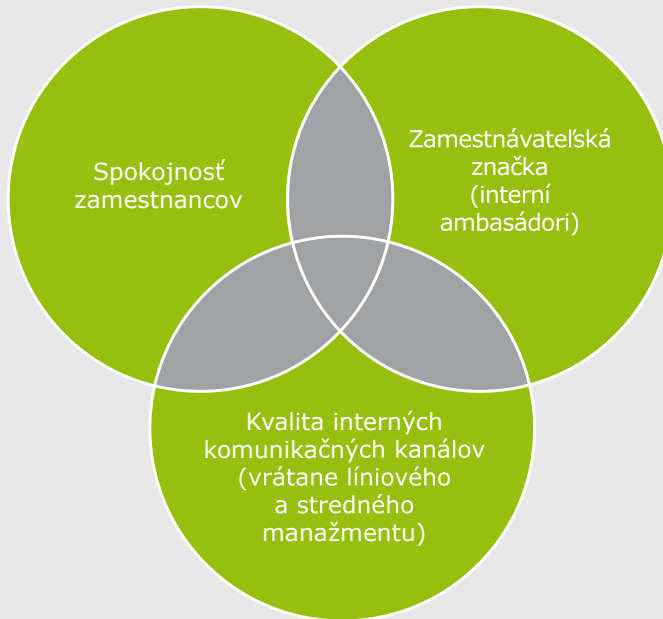 Spokojnosť
zamestnancov
Zamestnávateľská
značka
(interní
ambasádori)
Kvalita interných
komunikačných kanálov
(vrátane líniového
a stredného
manažmentu)